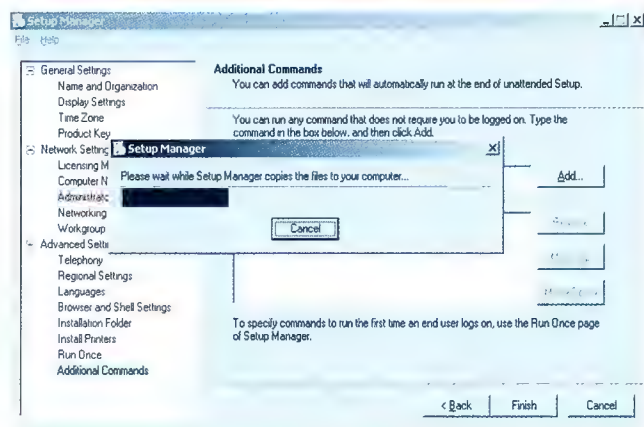 Setup Manager
File Help
General Settings
Name and Organization
Display Settings
Time Zone
Product Key
Network Setting
Licensing M
Computer N
Administratc
Networking
Workgroup
Advanced Settin
Telephony
Regional Settings
Languages
Browser and Shell Settings
Installation Folder
Install Printers
Run Once
Additional Commands
Additional Commands
You can add commands that will automatically run at the end of unattended Setup.
You can run any command that does not require you to be logged on. Type the
command in the box below, and then click Add.
Add...
Setup Manager
Please wait while Setup Manager copies the files to your computer...
Cancel
To specify commands to run the first time an end user logs on, use the Run Once page
of Setup Manager.
< Back
Finish
Cancel